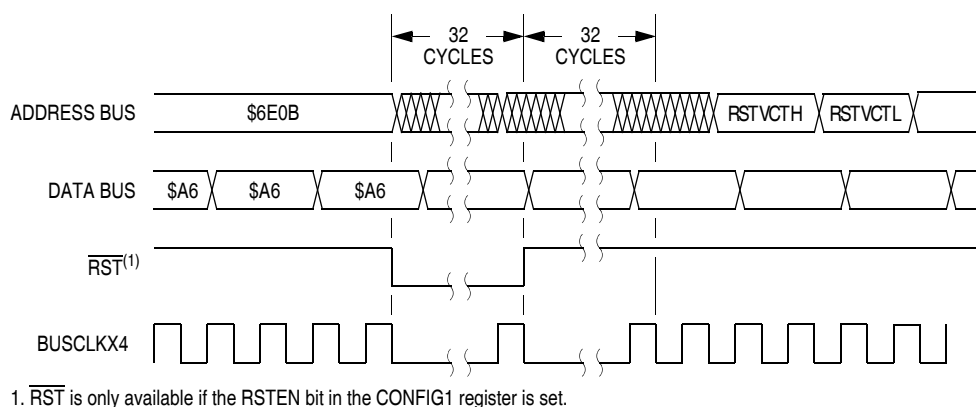 32
CYCLES
32
CYCLES
ADDRESS BUS
$6E0B
RSTVCTH
RSTVCTL
DATA BUS
$A6
$A6
$A6
RST(1)
BUSCLKX4
1. RST is only available if the RSTEN bit in the CONFIG1 register is set.